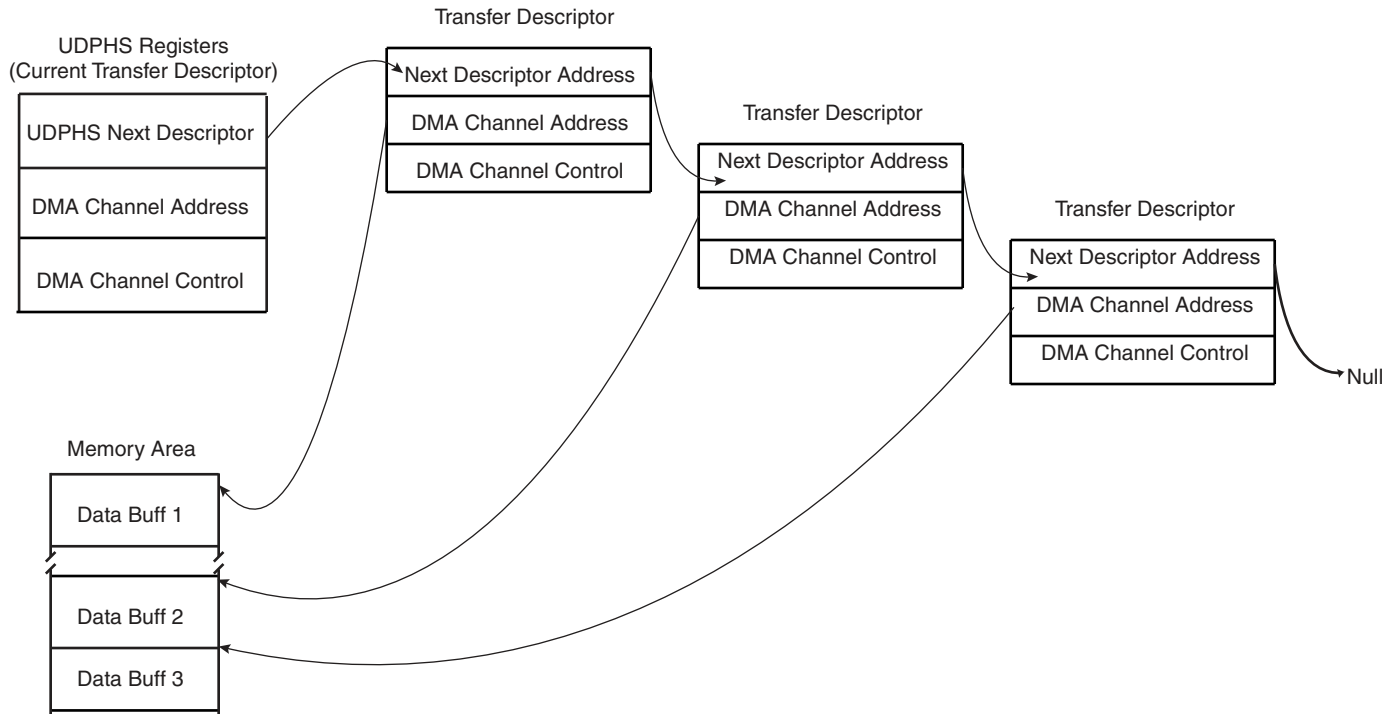 UDPHS Registers
(Current Transfer Descriptor)
UDPHS Next Descriptor
DMA Channel Address
DMA Channel Control
Transfer Descriptor
Next Descriptor Address
DMA Channel Address
DMA Channel Control
Transfer Descriptor
Next Descriptor Address
DMA Channel Address
DMA Channel Control
Transfer Descriptor
Next Descriptor Address
DMA Channel Address
DMA Channel Control
Null
Memory Area
Data Buff 1
Data Buff 2
Data Buff 3